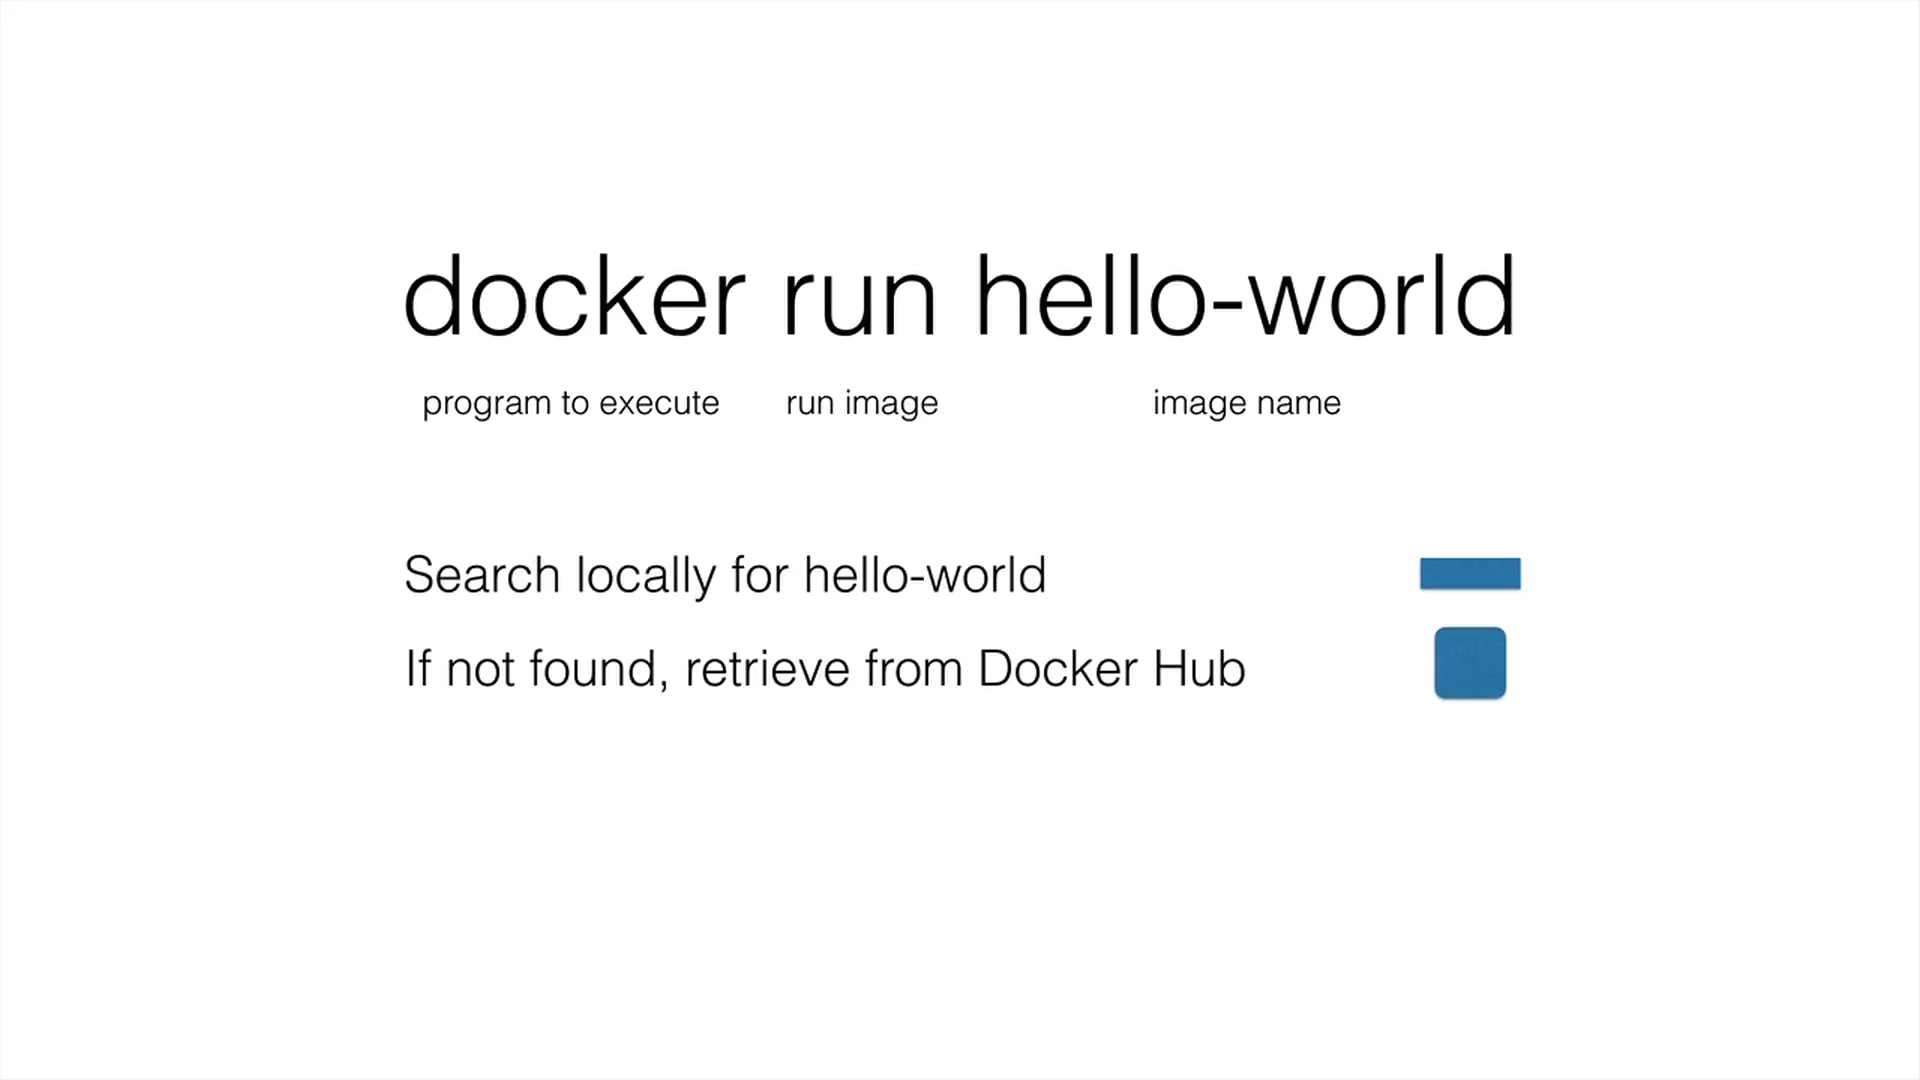 docker run hello-world
program to execute run image image name
Search locally for hello-world
If not found, retrieve from Docker Hub